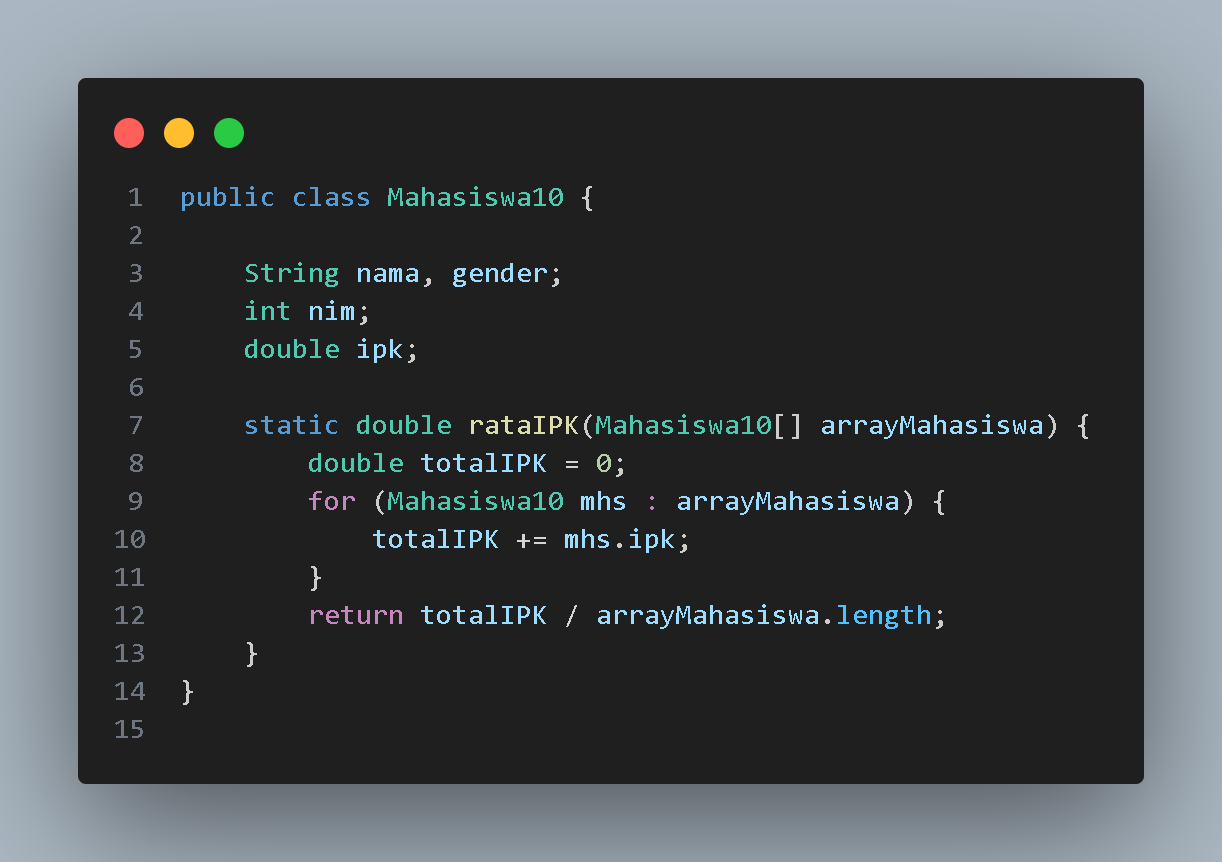 1 public class Mahasiswa10 {
2
3     String nama, gender;
4     int nim;
5     double ipk;
6
7     static double rataIPK(Mahasiswa10[] arrayMahasiswa) {
8         double totalIPK = 0;
9         for (Mahasiswa10 mhs : arrayMahasiswa) {
10             totalIPK += mhs.ipk;
11         }
12         return totalIPK / arrayMahasiswa.length;
13     }
14 }
15